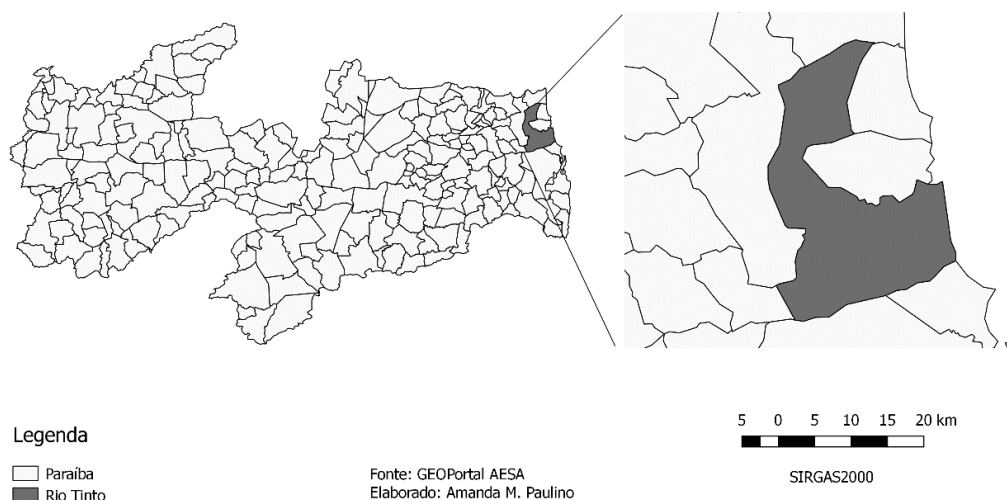 Legenda
Paraíba
Rio Tinto
Fonte: GEOPortal AESA
Elaborado: Amanda M. Paulino
5 0 5 10 15 20 km
SIRGAS2000